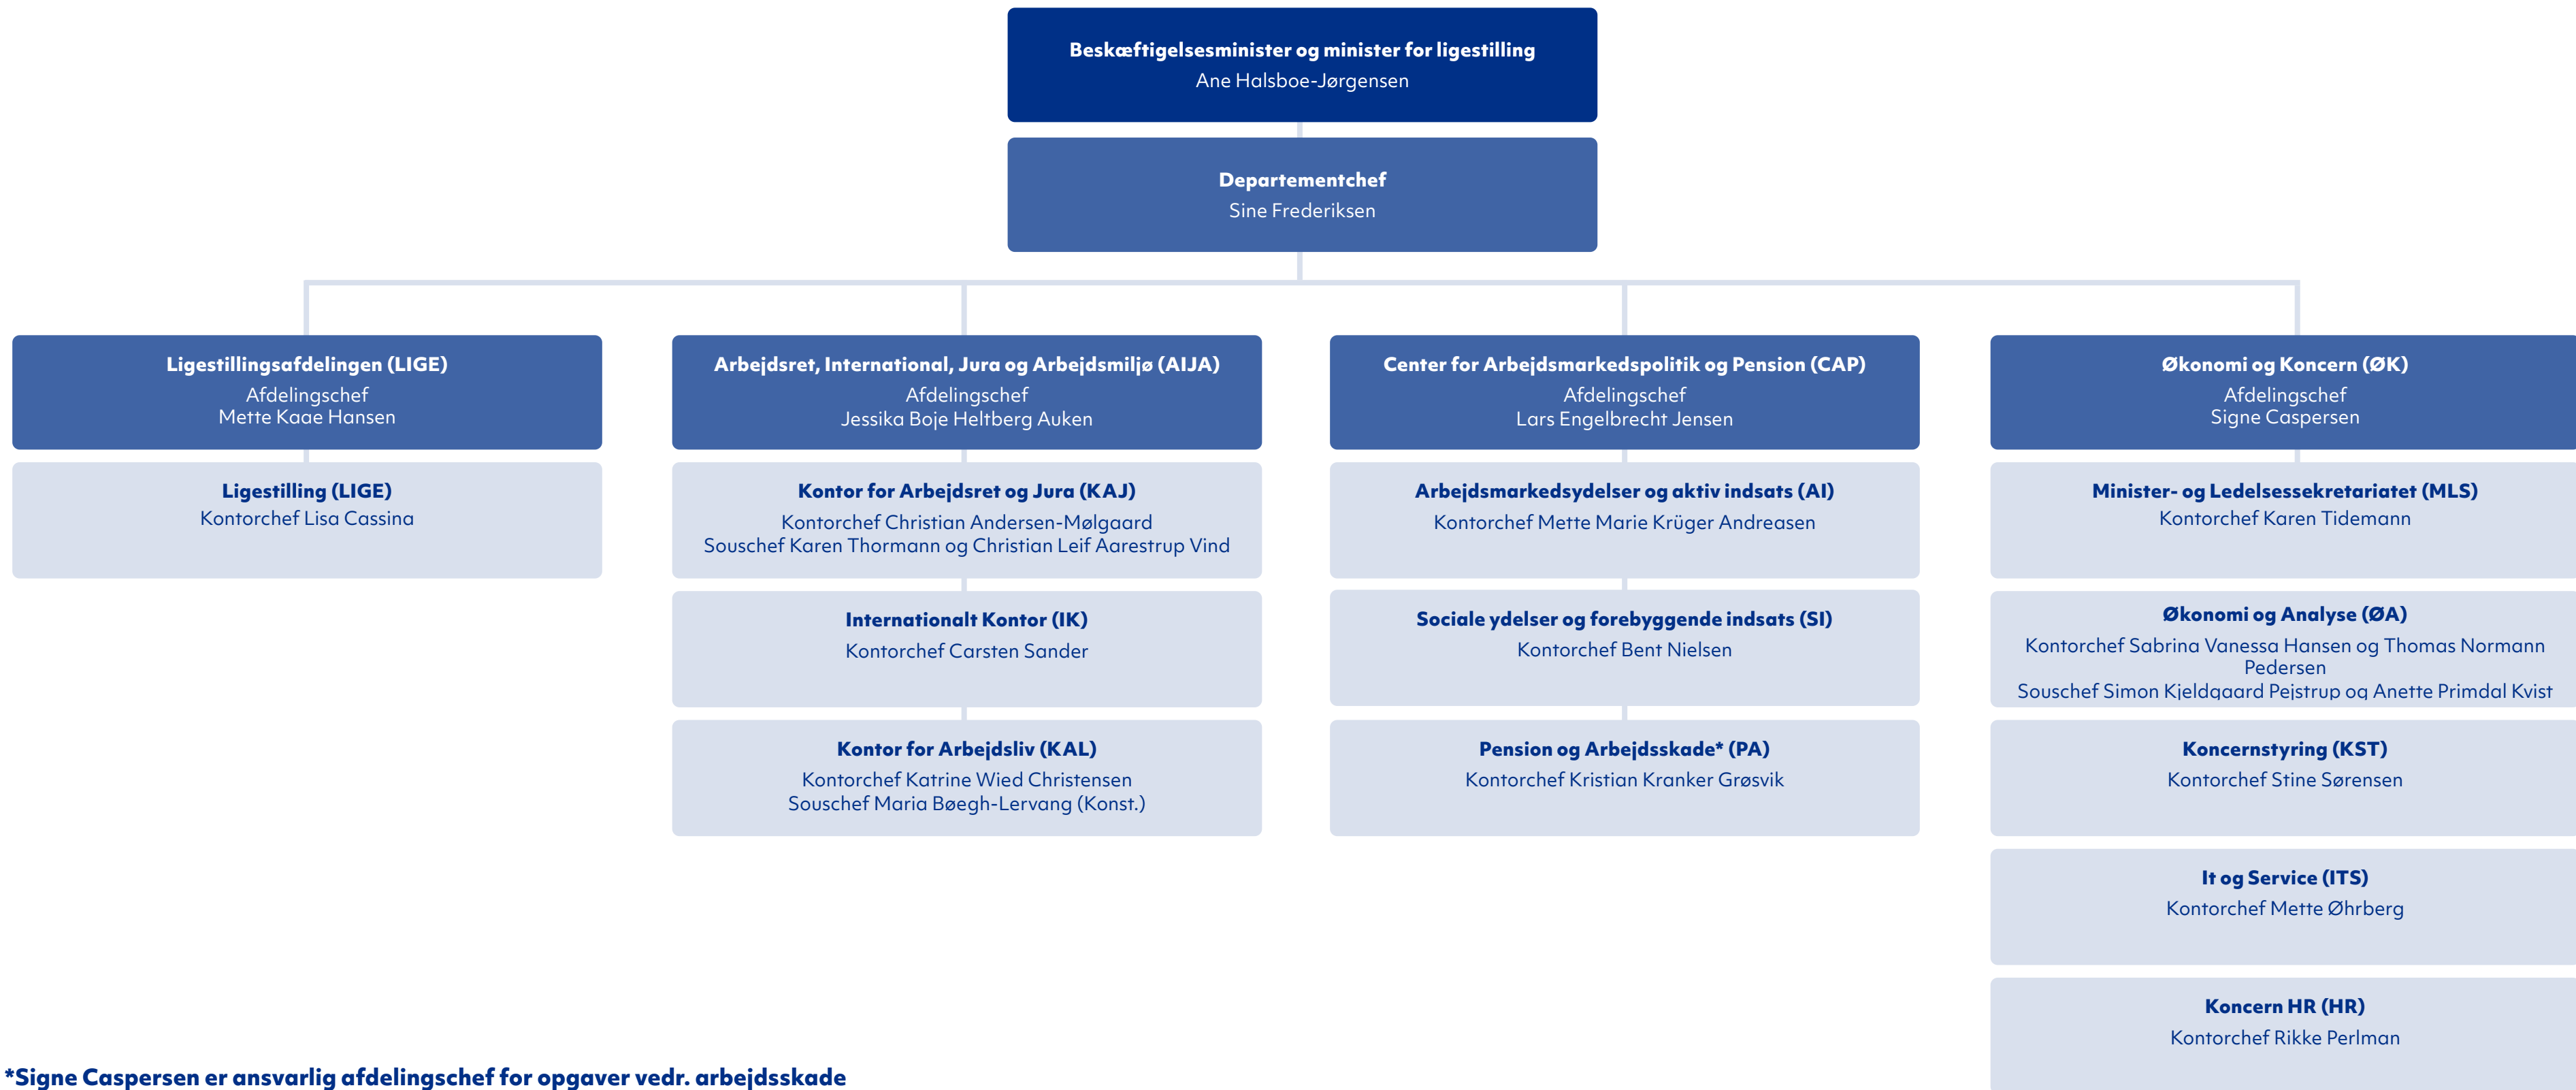 Beskæftigelsesminister og minister for ligestilling
Ane Halsboe-Jørgensen
Departementchef
Sine Frederiksen
Ligestillingsafdelingen (LIGE)
Afdelingschef
Mette Kaae Hansen
Ligestilling (LIGE)
Kontorchef Lisa Cassina
Arbejdsret, International, Jura og Arbejdsmiljø (AIJA)
Afdelingschef
Jessika Boje Heltberg Auken
Kontor for Arbejdsret og Jura (KAJ)
Kontorchef Christian Andersen-Mølgaard
Souschef Karen Thormann og Christian Leif Aarestrup Vind
Internationalt Kontor (IK)
Kontorchef Carsten Sander
Kontor for Arbejdsliv (KAL)
Kontorchef Katrine Wied Christensen
Souschef Maria Bøegh-Lervang (Konst.)
Center for Arbejdsmarkedspolitik og Pension (CAP)
Afdelingschef
Lars Engelbrecht Jensen
Arbejdsmarkedsydelser og aktiv indsats (AI)
Kontorchef Mette Marie Krüger Andreasen
Sociale ydelser og forebyggende indsats (SI)
Kontorchef Bent Nielsen
Pension og Arbejdsskade* (PA)
Kontorchef Kristian Kranker Grøsvik
Økonomi og Koncern (ØK)
Afdelingschef
Signe Caspersen
Minister- og Ledelsessekretariatet (MLS)
Kontorchef Karen Tidemann
Økonomi og Analyse (ØA)
Kontorchef Sabrina Vanessa Hansen og Thomas Normann
Pedersen
Souschef Simon Kjeldgaard Pejstrup og Anette Primdal Kvist
Koncernstyring (KST)
Kontorchef Stine Sørensen
It og Service (ITS)
Kontorchef Mette Øhrberg
Koncern HR (HR)
Kontorchef Rikke Perlman
*Signe Caspersen er ansvarlig afdelingschef for opgaver vedr. arbejdsskade